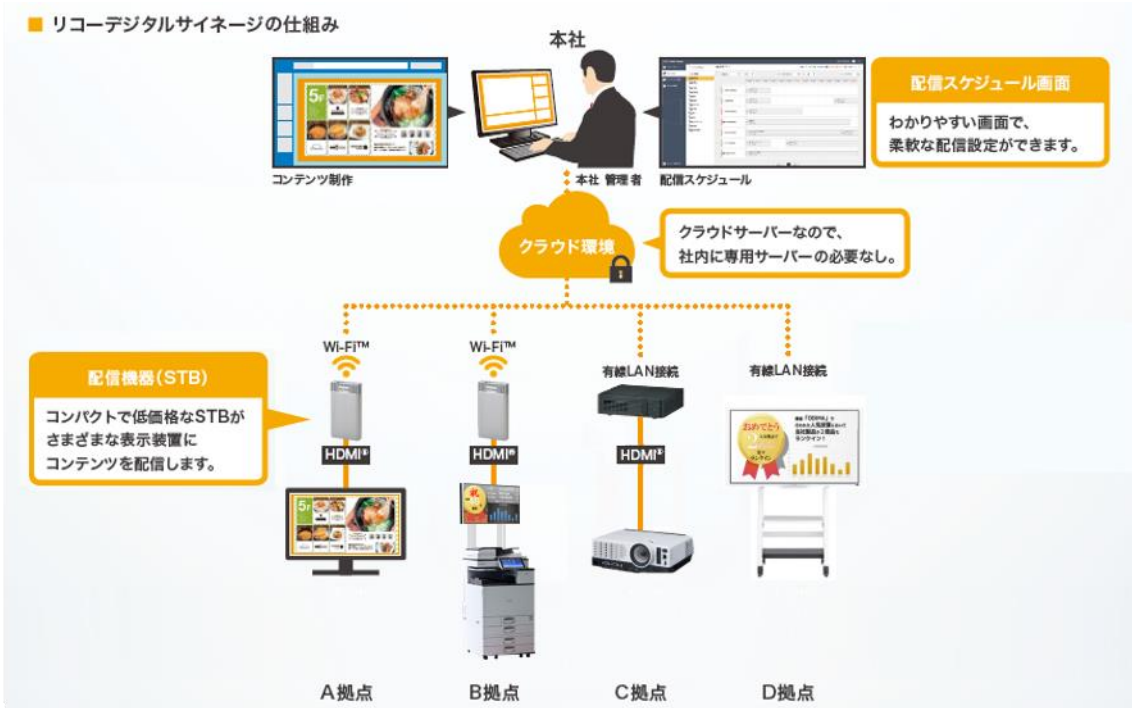 ■ リコーデジタルサイネージの仕組み
本社
5F
コンテンツ制作
本社 管理者
配信スケジュール
配信スケジュール画面
わかりやすい画面で、
柔軟な配信設定ができます。
クラウド環境
クラウドサーバーなので、
社内に専用サーバーの必要なし。
配信機器(STB)
コンパクトで低価格なSTBが
さまざまな表示装置に
コンテンツを配信します。
Wi-Fi™
HDMI®
5F
A拠点
Wi-Fi™
HDMI®
祝
B拠点
有線LAN接続
HDMI®
C拠点
有線LAN接続
おめでとう
ランクイン!
D拠点